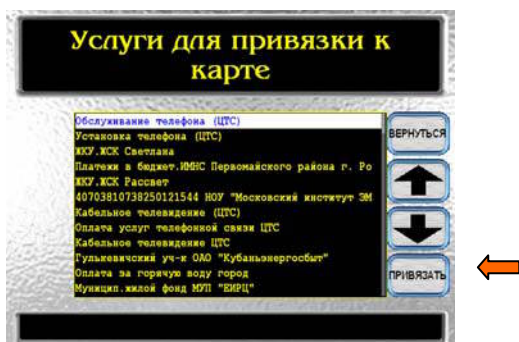 Услуги для привязки к
карте
Обслуживание телефона (ЦТС)
Установка телефона (ЦТС)
ЖКУ.ЖСК Светлана
Платежи в бюджет.ИМНС Первомайского района г. Ро
ЖКУ.ЖСК Рассвет
40703810738250121544 НОУ "Московский институт ЭМ
Кабельное телевидение (ЦТС)
Оплата услуг телефонной связи ЦТС
Кабельное телевидение ЦТС
Гулькевичский уч-к ОАО "Кубаньэнергосбыт"
Оплата за горячую воду город
Муницип.жилой фонд МУП "ЕИРЦ"
ВЕРНУТЬСЯ
ПРИВЯЗАТЬ